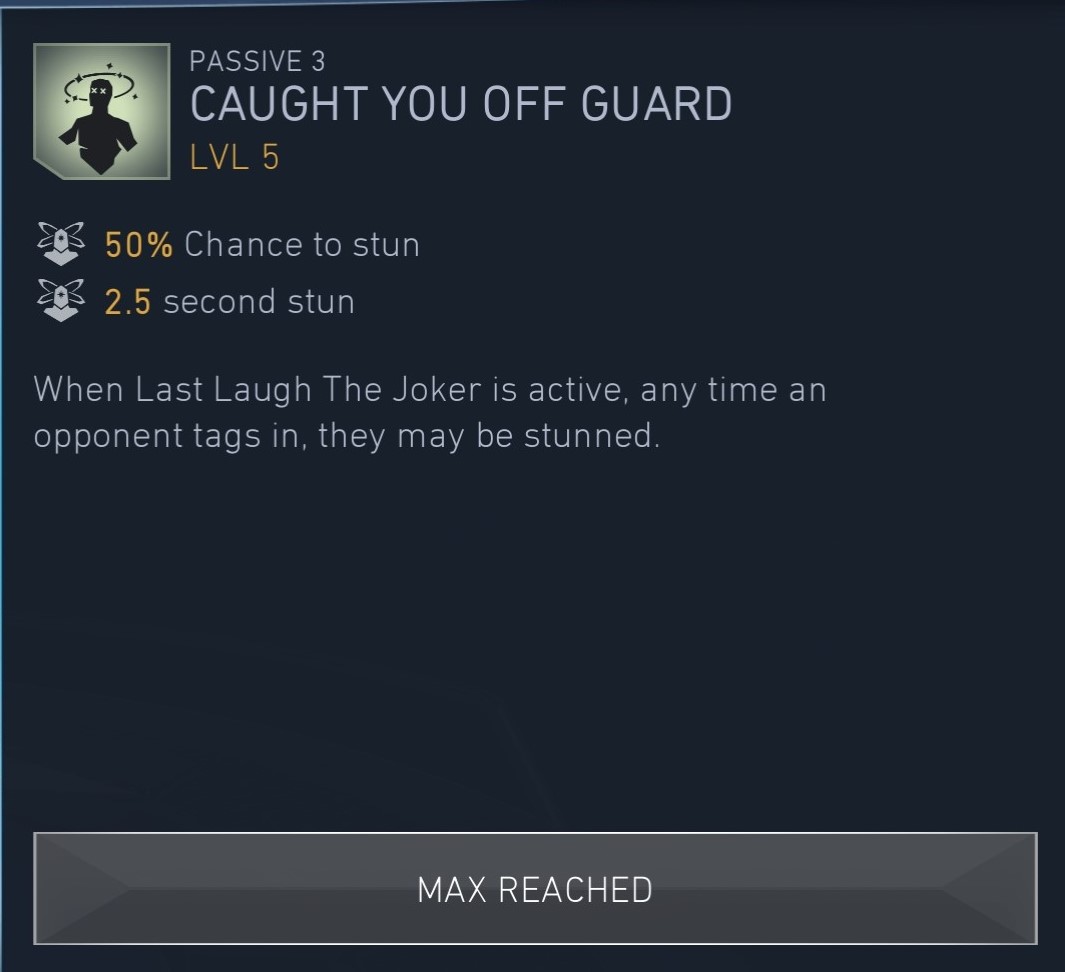 PASSIVE 3
CAUGHT YOU OFF GUARD
LVL 5
50% Chance to stun
2.5 second stun
When Last Laugh The Joker is active, any time an
opponent tags in, they may be stunned.
MAX REACHED